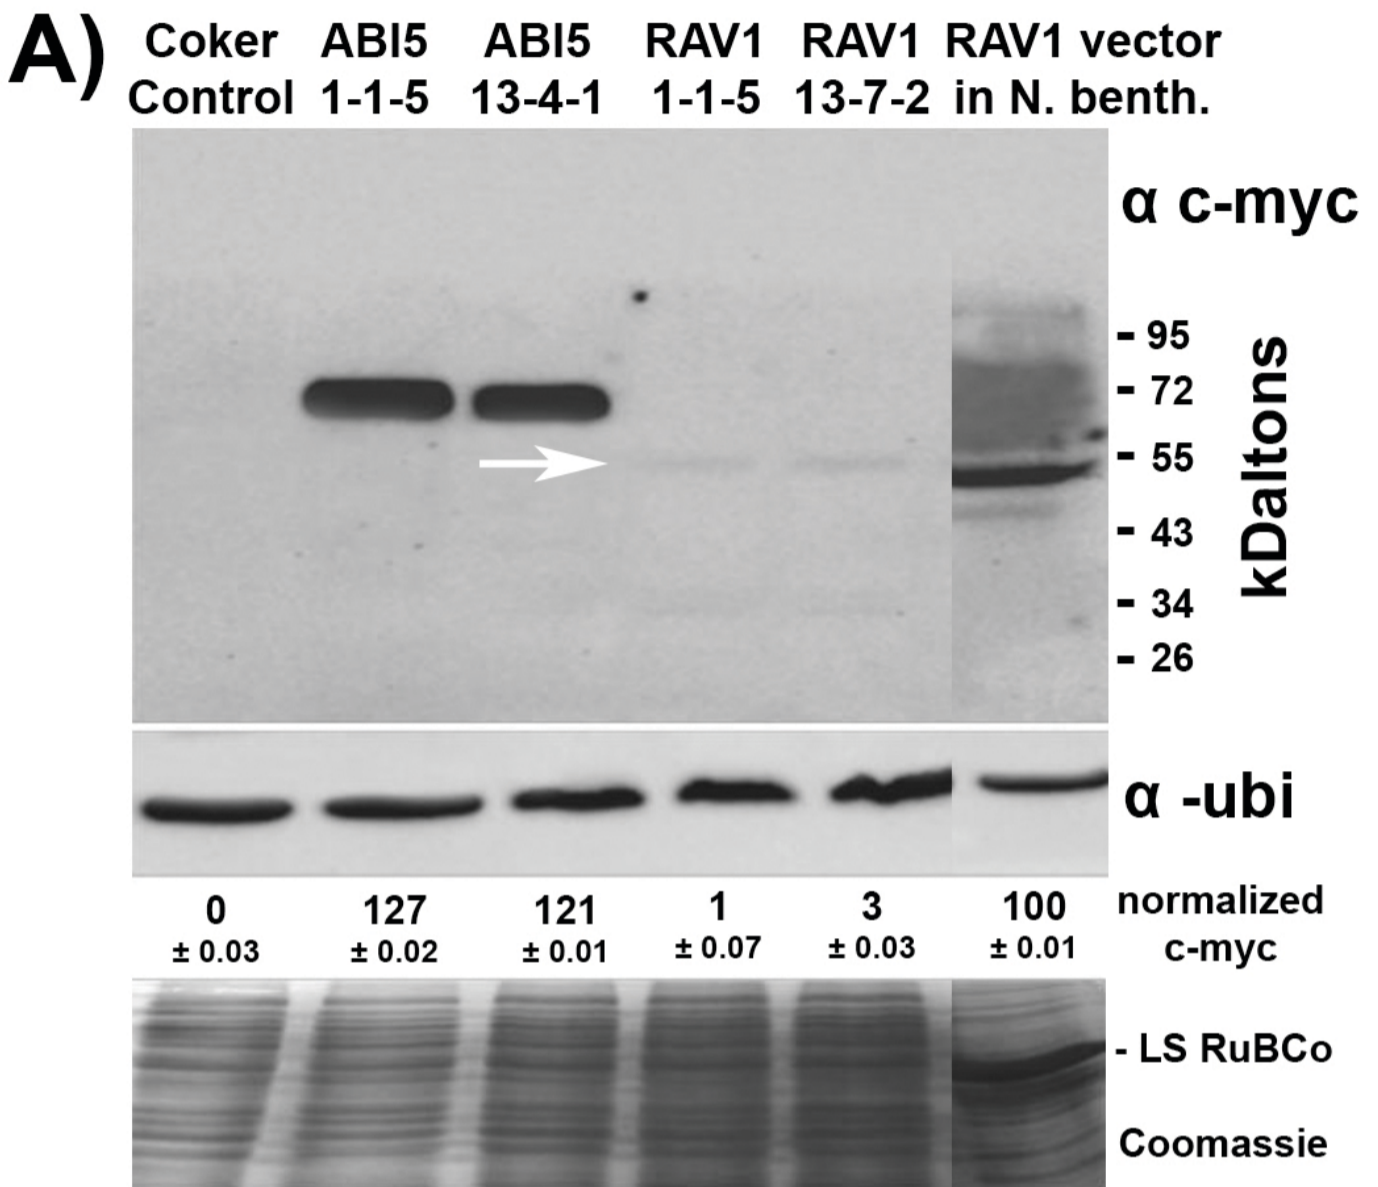 A)
Coker ABI5 ABI5 RAV1 RAV1 RAV1 vector
Control 1-1-5 13-4-1 1-1-5 13-7-2 in N. benth.
α c-myc
- 95
- 72
- 55
- 43
- 34
- 26
kDaltons
α -ubi
0 127 121 1 3 100 normalized
± 0.03 ± 0.02 ± 0.01 ± 0.07 ± 0.03 ± 0.01 c-myc
- LS RuBCo
Coomassie